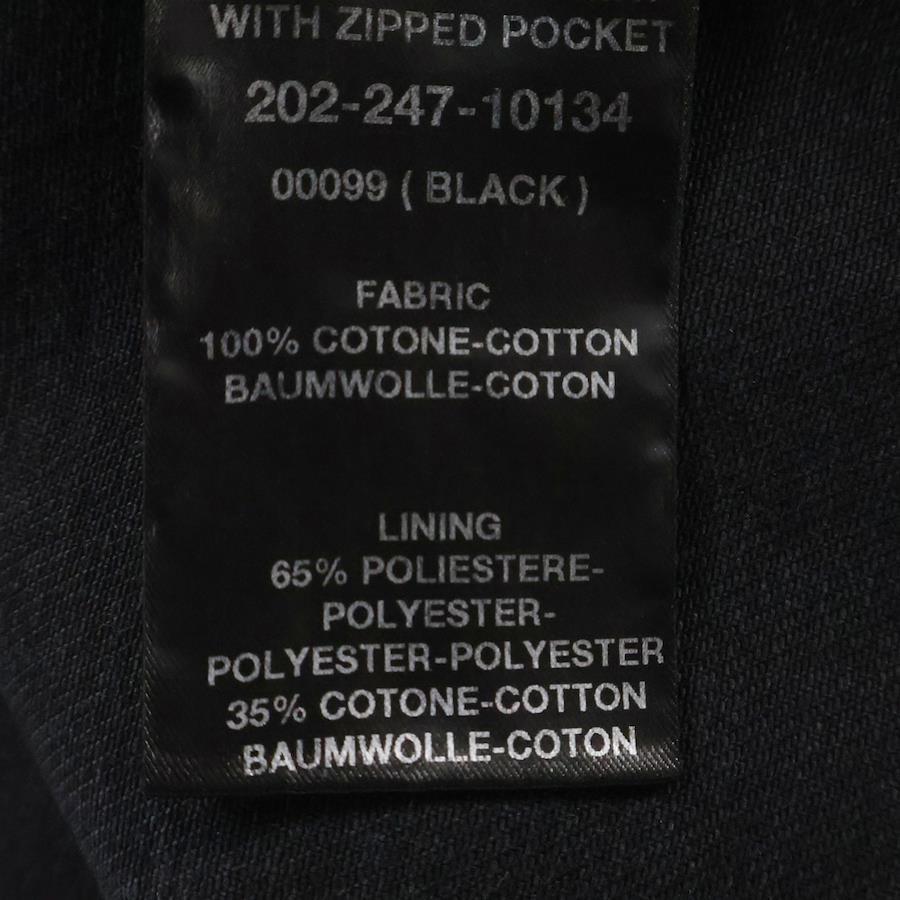 WITH ZIPPED POCKET
202-247-10134
00099 ( BLACK )
FABRIC
100% COTONE-COTTON
BAUMWOLLE-COTON
LINING
65% POLIESTERE-
POLYESTER-
POLYESTER-POLYESTER
35% COTONE-COTTON
BAUMWOLLE-COTON